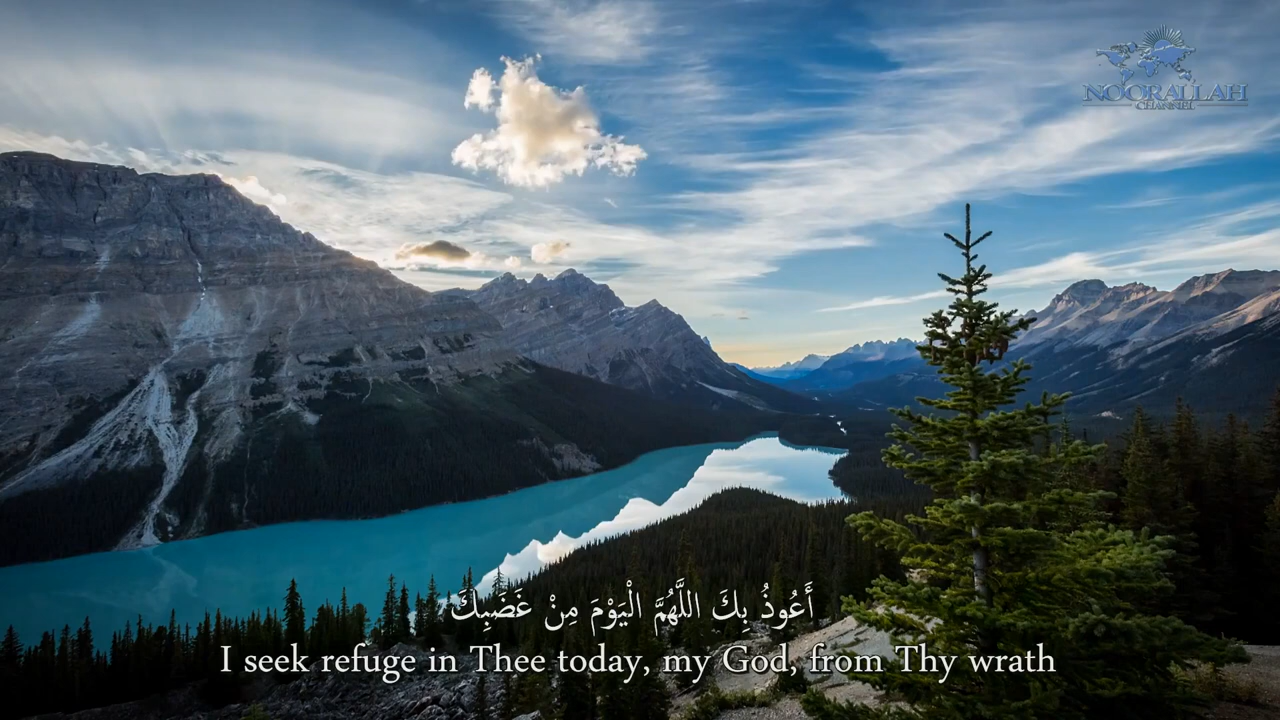 NOORALLAH
CHANNEL
أَعُوذُ بِكَ اللَّهُمَّ الْيَوْمَ مِنْ غَضَبِكَ
I seek refuge in Thee today, my God, from Thy wrath